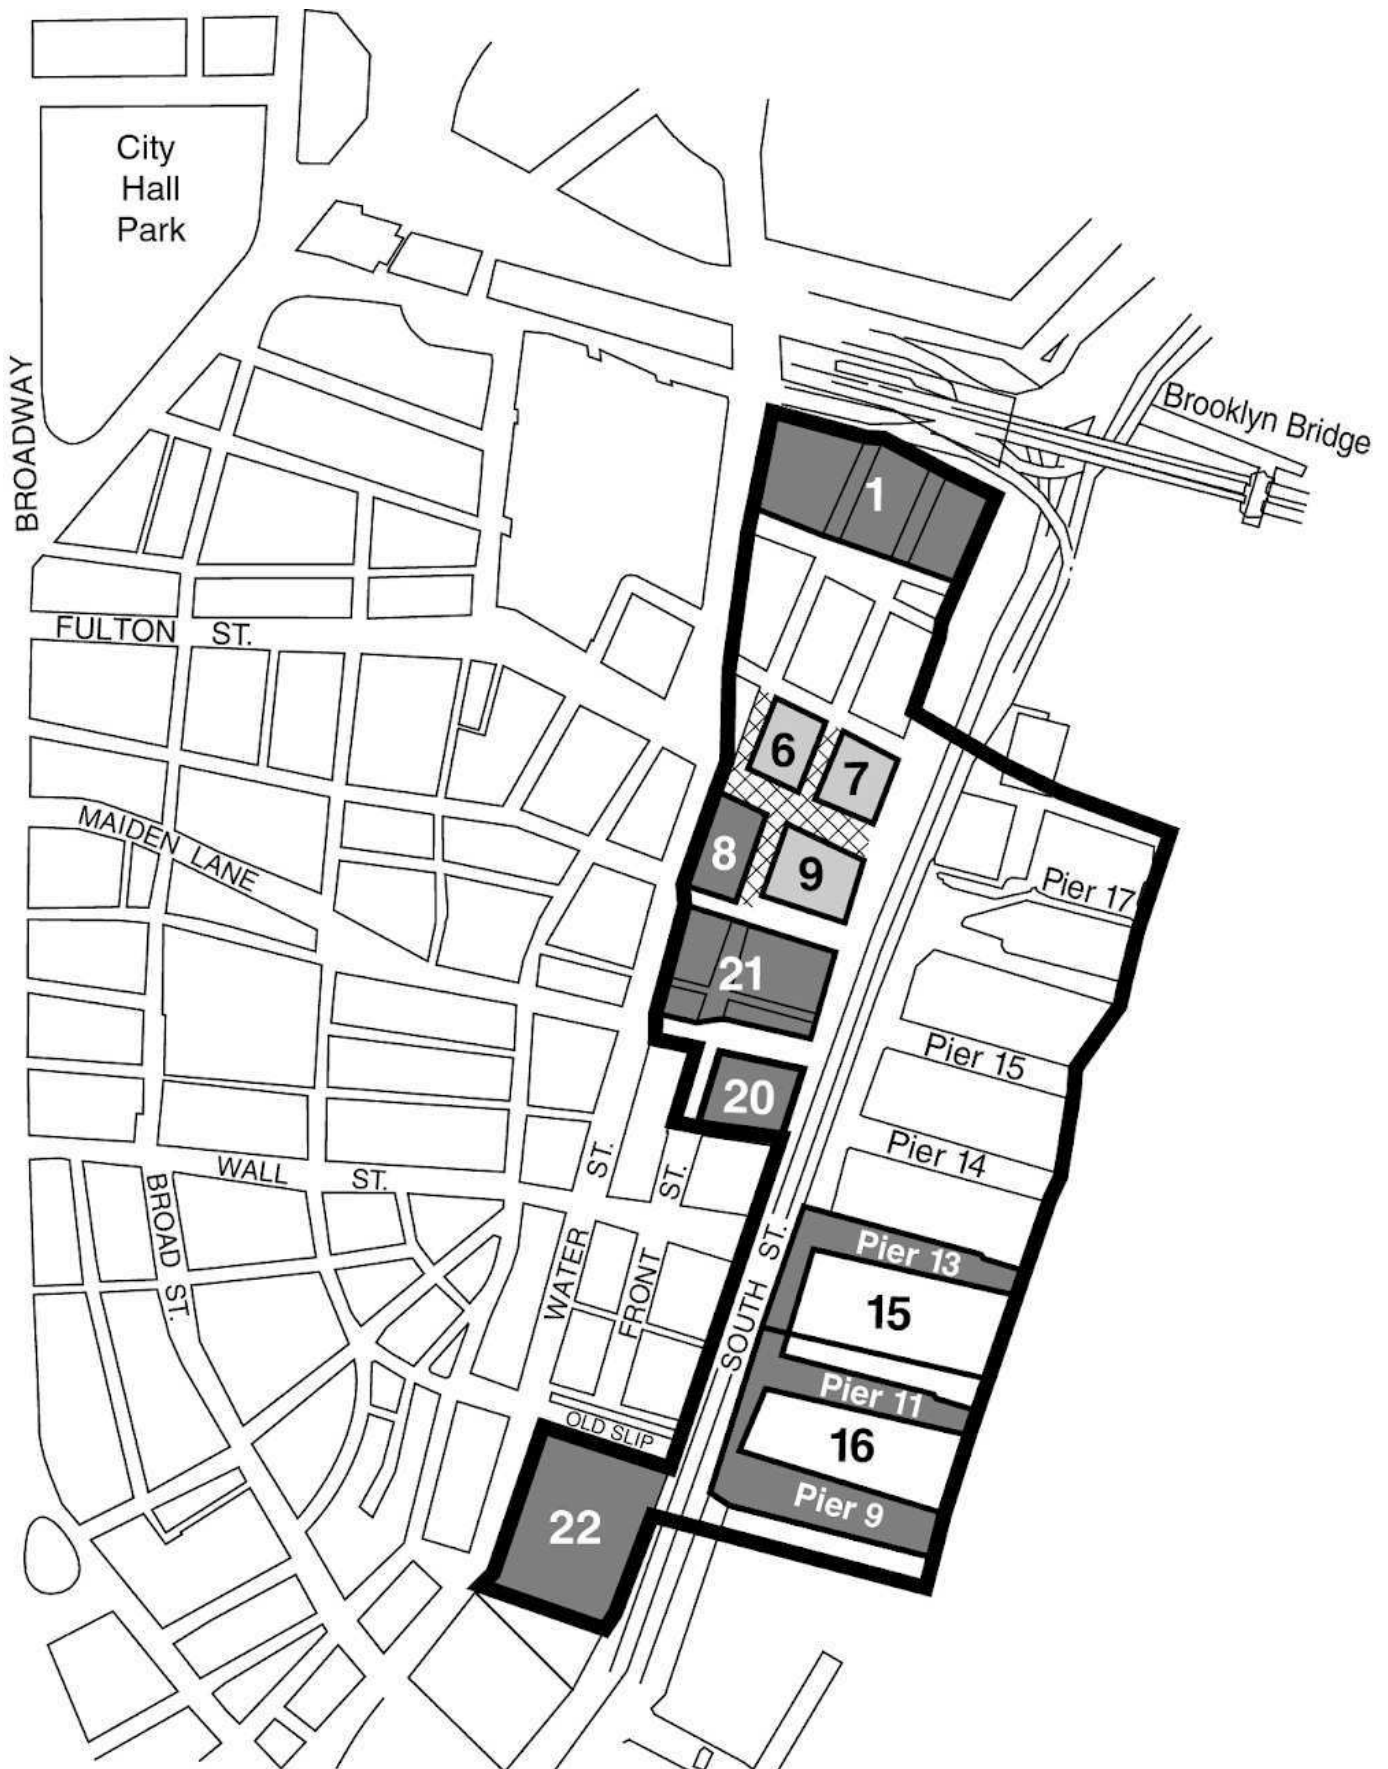 City
Hall
Park
BROADWAY
Brooklyn Bridge
1
FULTON ST.
6
7
MAIDEN LANE
8
9
Pier 17
21
Pier 15
20
Pier 14
WALL ST.
BROAD ST.
WATER ST.
FRONT ST.
SOUTH ST.
Pier 13
15
Pier 11
16
OLD SLIP
Pier 9
22